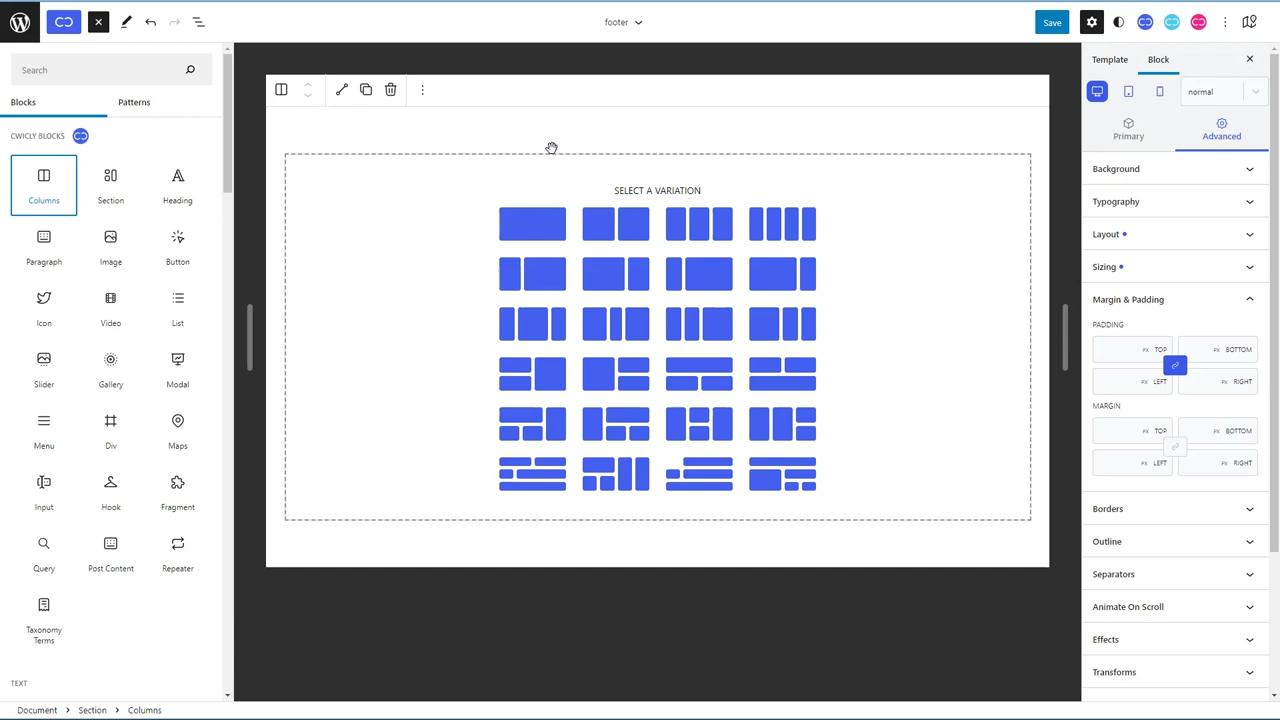 footer
Save
Search
Blocks
Patterns
CWICLY BLOCKS
Columns
Section
Heading
Paragraph
Image
Button
Icon
Video
List
Slider
Gallery
Modal
Menu
Div
Maps
Input
Hook
Fragment
Query
Post Content
Repeater
Taxonomy
Terms
TEXT
SELECT A VARIATION
Template
Block
normal
Primary
Advanced
Background
Typography
Layout
Sizing
Margin & Padding
PADDING
PX TOP
PX BOTTOM
PX LEFT
PX RIGHT
MARGIN
PX TOP
PX BOTTOM
PX LEFT
PX RIGHT
Borders
Outline
Separators
Animate On Scroll
Effects
Transforms
Document
Section
Columns